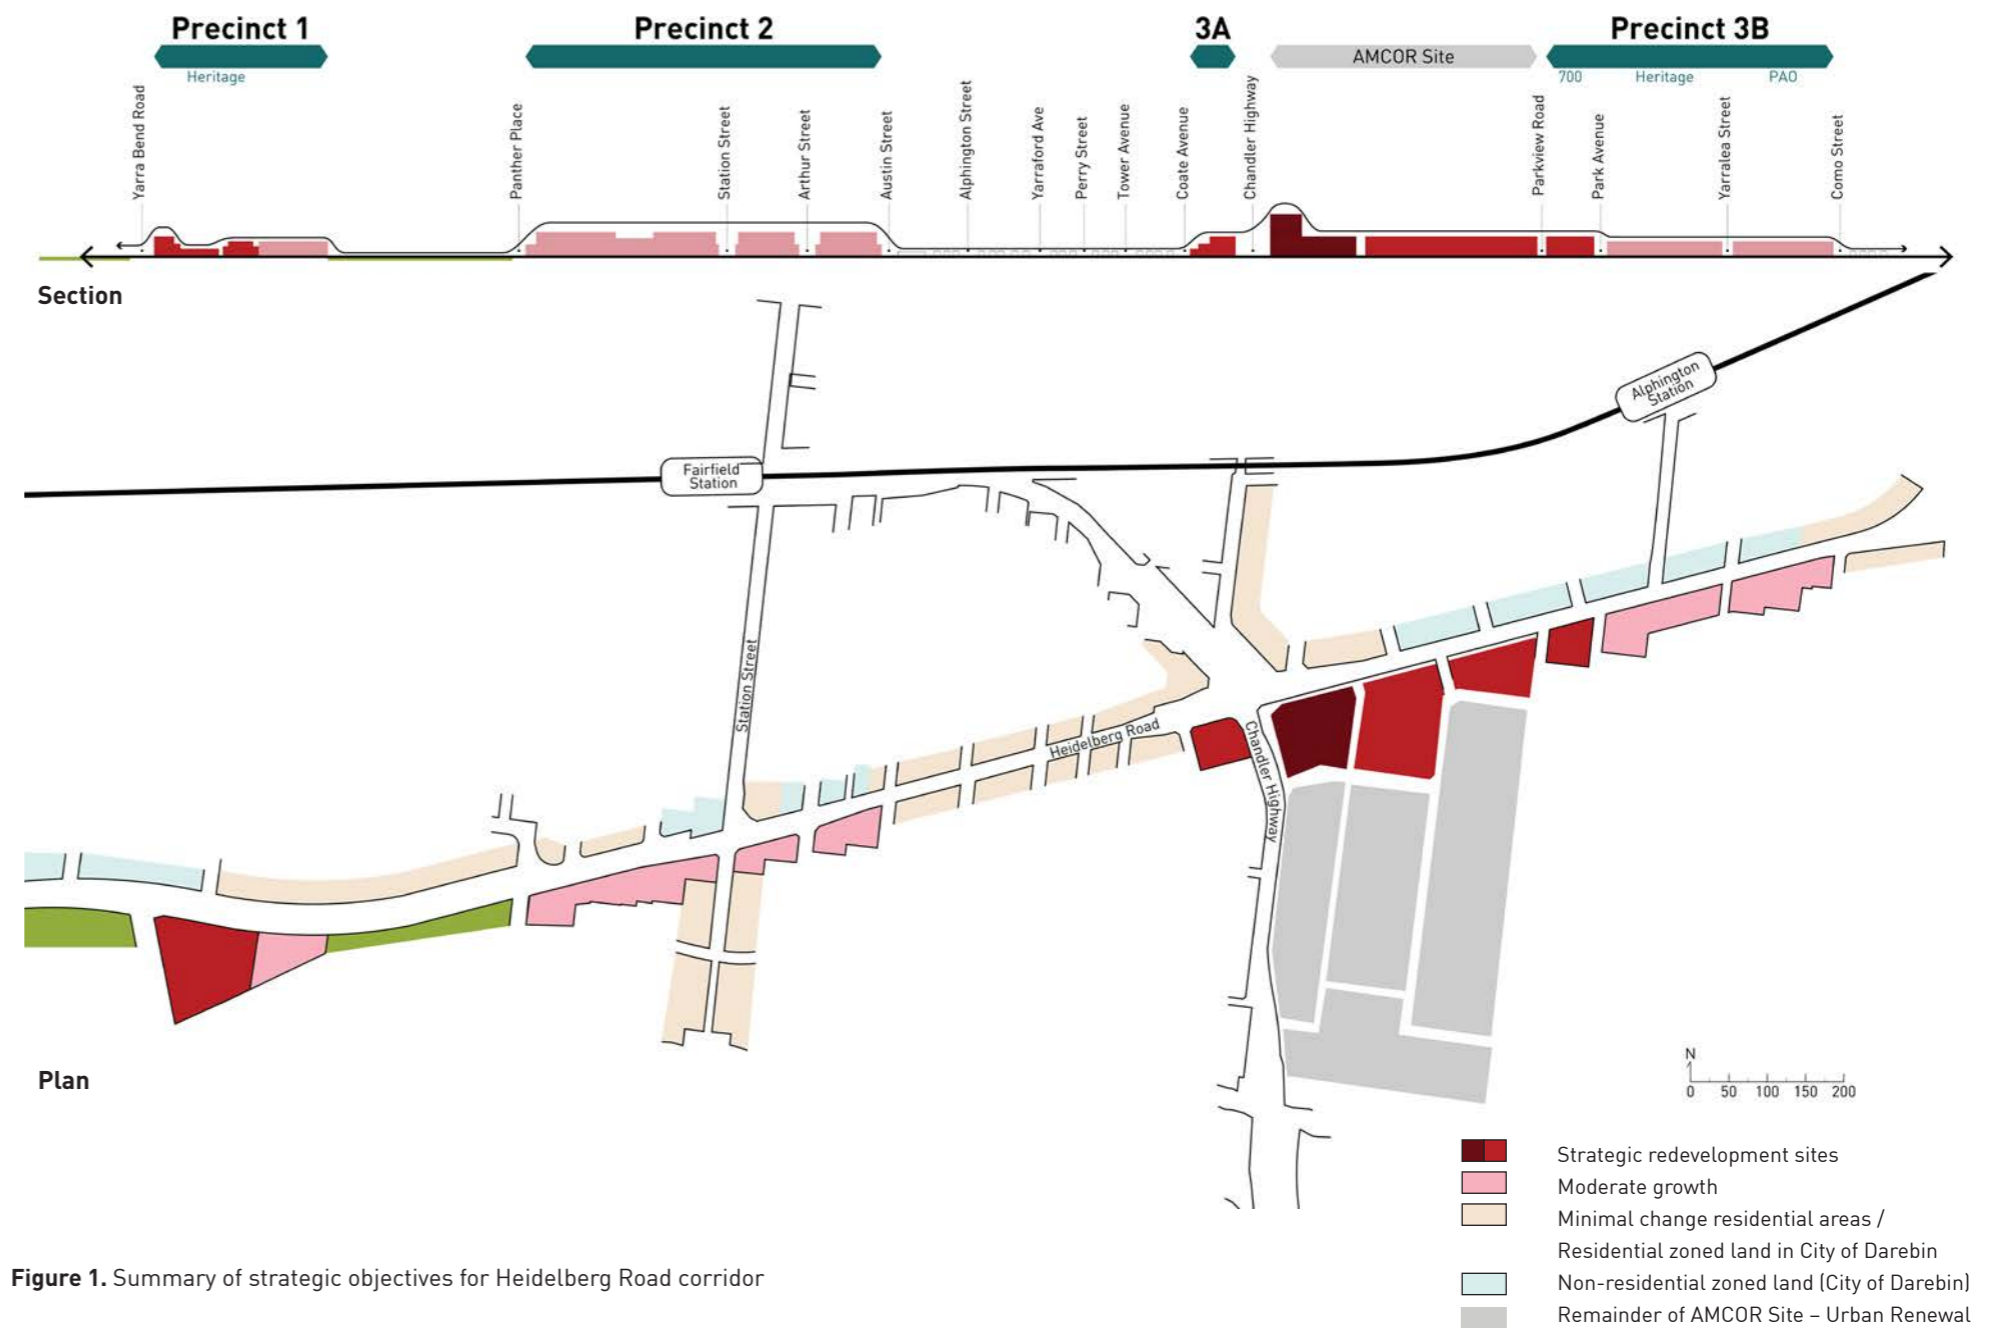 Precinct 1
Precinct 2
3A
Precinct 3B
AMCOR Site
Heritage
700
Heritage
PAO
Yarra Bend Road
Panther Place
Station Street
Arthur Street
Austin Street
Alphington Street
Yarraford Ave
Perry Street
Tower Avenue
Coate Avenue
Chandler Highway
Parkview Road
Park Avenue
Yarralea Street
Como Street
Section
Alphington
Station
Fairfield
Station
Station Street
Heidelberg Road
Chandler Highway
Plan
N
0 50 100 150 200
Strategic redevelopment sites
Moderate growth
Minimal change residential areas /
Residential zoned land in City of Darebin
Non-residential zoned land (City of Darebin)
Remainder of AMCOR Site – Urban Renewal
Figure 1. Summary of strategic objectives for Heidelberg Road corridor